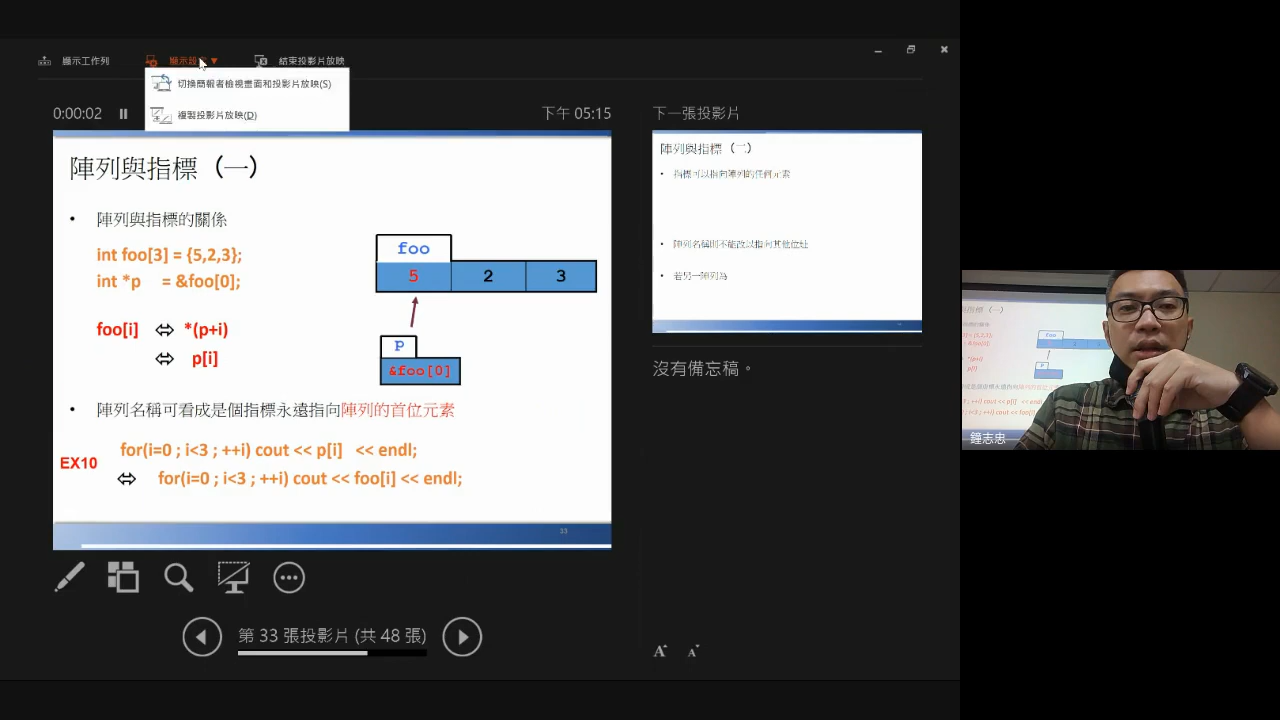 顯示工作列
顯示設定▼
結束投影片放映
切換簡報者檢視畫面和投影片放映(S)
複製投影片放映(D)
0:00:02
下午 05:15
下一張投影片
陣列與指標（一）
• 陣列與指標的關係
int foo[3] = {5,2,3};
int *p = &foo[0];
foo[i] ⇔ *(p+i)
⇔ p[i]
foo
5 2 3
p
&foo[0]
• 陣列名稱可看成是個指標永遠指向陣列的首位元素
for(i=0 ; i<3 ; ++i) cout << p[i] << endl;
EX10
⇔ for(i=0 ; i<3 ; ++i) cout << foo[i] << endl;
33
陣列與指標（二）
• 指標可以指向陣列的任何元素
• 陣列名稱則不能改以指向其他位址
• 若另一陣列為
沒有備忘稿。
第 33 張投影片 (共 48 張)
A A
鐘志忠